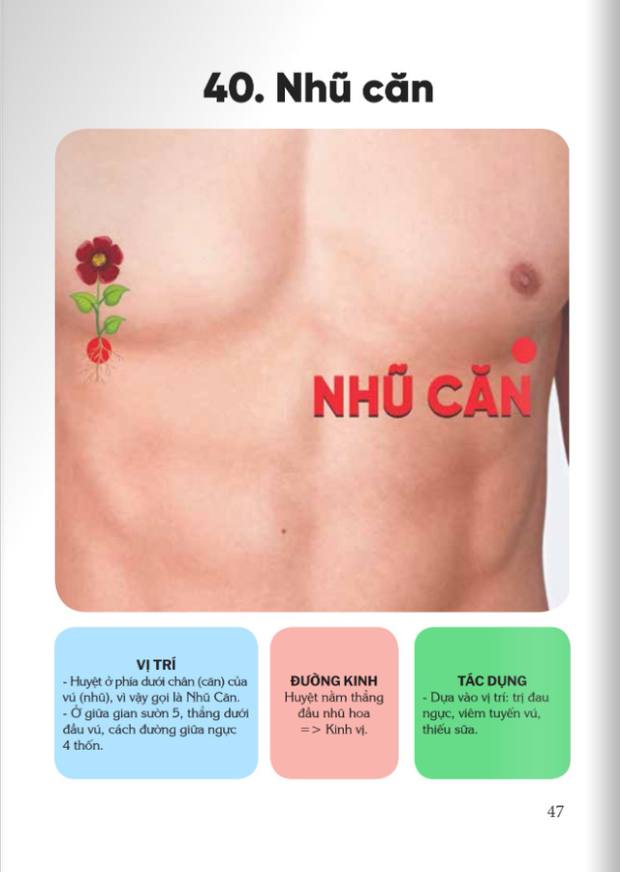 40. Nhũ căn
NHŨ CĂN
VỊ TRÍ
- Huyệt ở phía dưới chân (căn) của
vú (nhũ), vì vậy gọi là Nhũ Căn.
- Ở giữa gian sườn 5, thẳng dưới
đầu vú, cách đường giữa ngực
4 thốn.
ĐƯỜNG KINH
Huyệt nằm thẳng
đầu nhũ hoa
=> Kinh vị.
TÁC DỤNG
- Dựa vào vị trí: trị đau
ngực, viêm tuyến vú,
thiếu sữa.
47